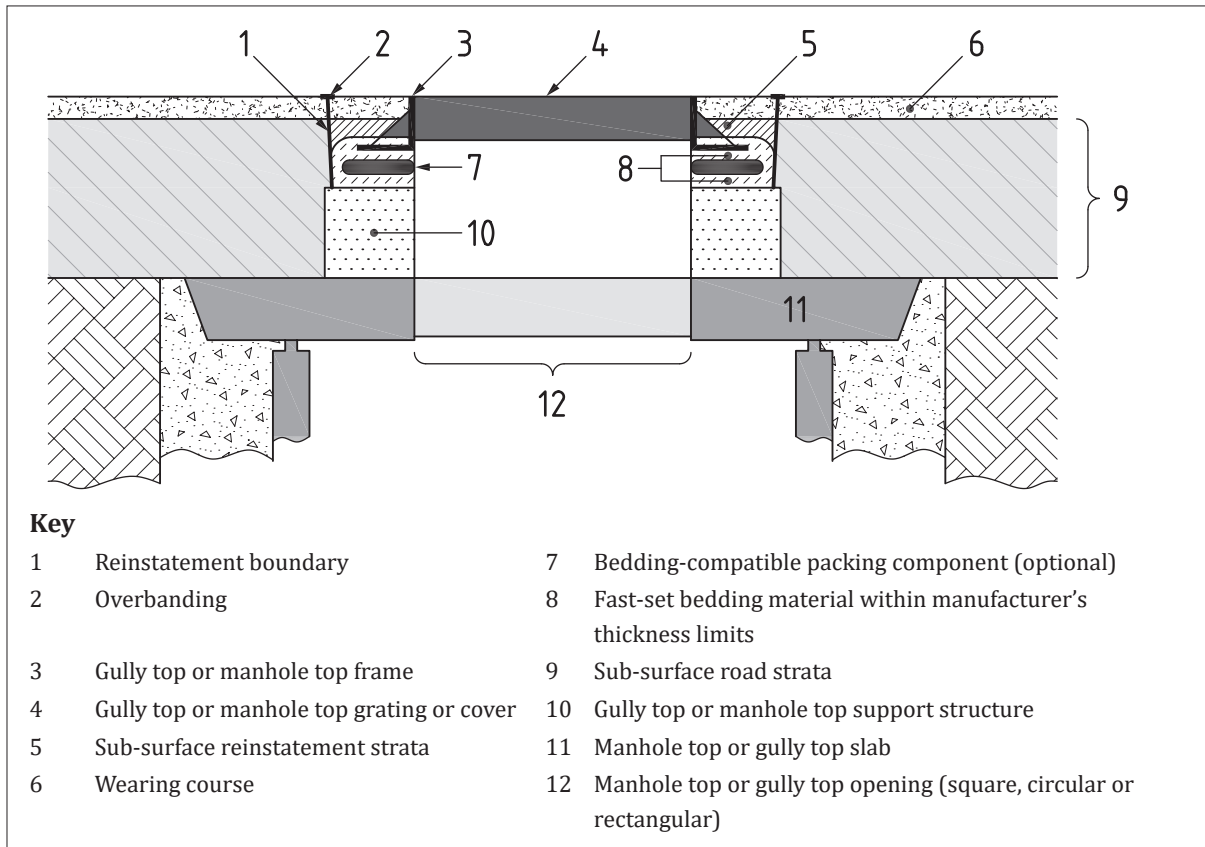 1 2 3 4 5 6
7 8 9
10
11
12
Key
1 Reinstatement boundary
2 Overbanding
3 Gully top or manhole top frame
4 Gully top or manhole top grating or cover
5 Sub-surface reinstatement strata
6 Wearing course
7 Bedding-compatible packing component (optional)
8 Fast-set bedding material within manufacturer’s
thickness limits
9 Sub-surface road strata
10 Gully top or manhole top support structure
11 Manhole top or gully top slab
12 Manhole top or gully top opening (square, circular or
rectangular)